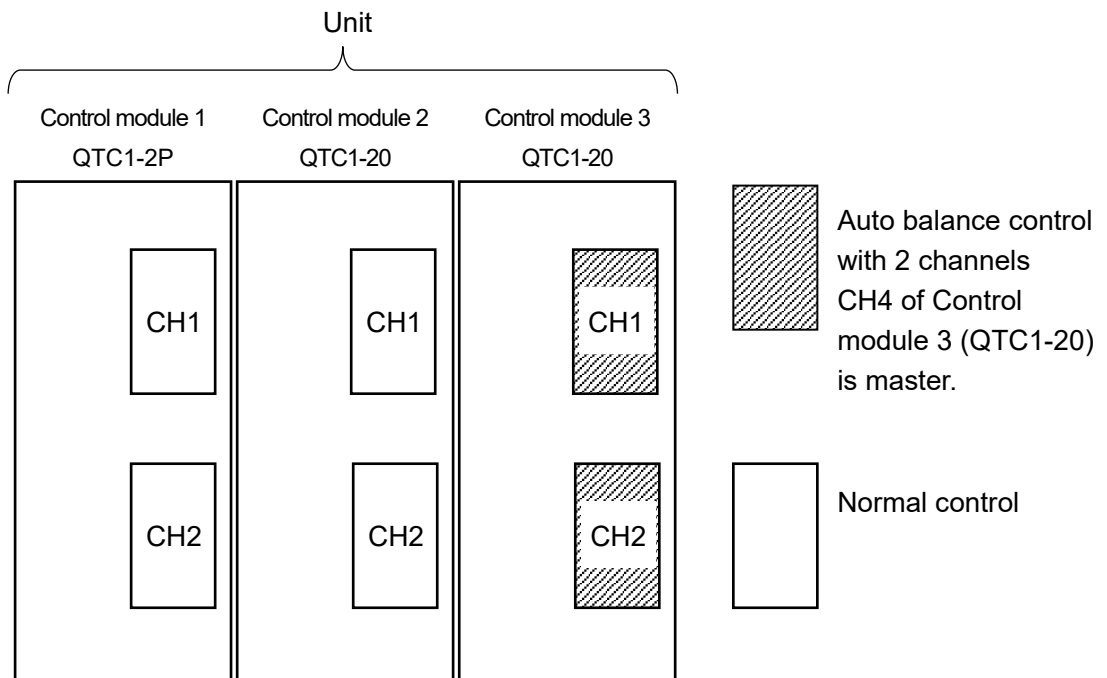 Unit
Control module 1
QTC1-2P
Control module 2
QTC1-20
Control module 3
QTC1-20
CH1
CH1
CH1
CH2
CH2
CH2
Auto balance control
with 2 channels
CH4 of Control
module 3 (QTC1-20)
is master.
Normal control